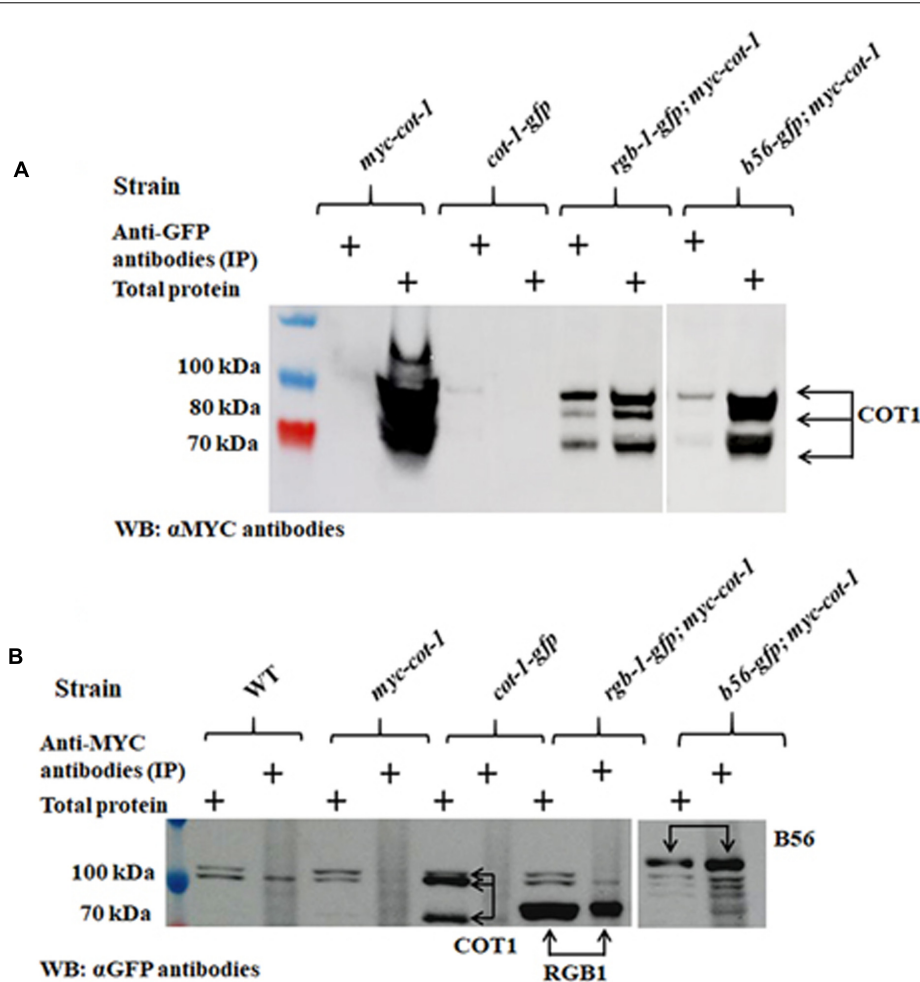 A
Strain
myc-cot-1
cot-1-gfp
rgb-1-gfp; myc-cot-1
b56-gfp; myc-cot-1
Anti-GFP
antibodies (IP)
+ + + +
Total protein
+ + + +
100 kDa
80 kDa
70 kDa
COT1
WB: αMYC antibodies
B
Strain
WT
myc-cot-1
cot-1-gfp
rgb-1-gfp; myc-cot-1
b56-gfp; myc-cot-1
Anti-MYC
antibodies (IP)
+ + + + +
Total protein
+ + + + +
B56
100 kDa
70 kDa
COT1
RGB1
WB: αGFP antibodies